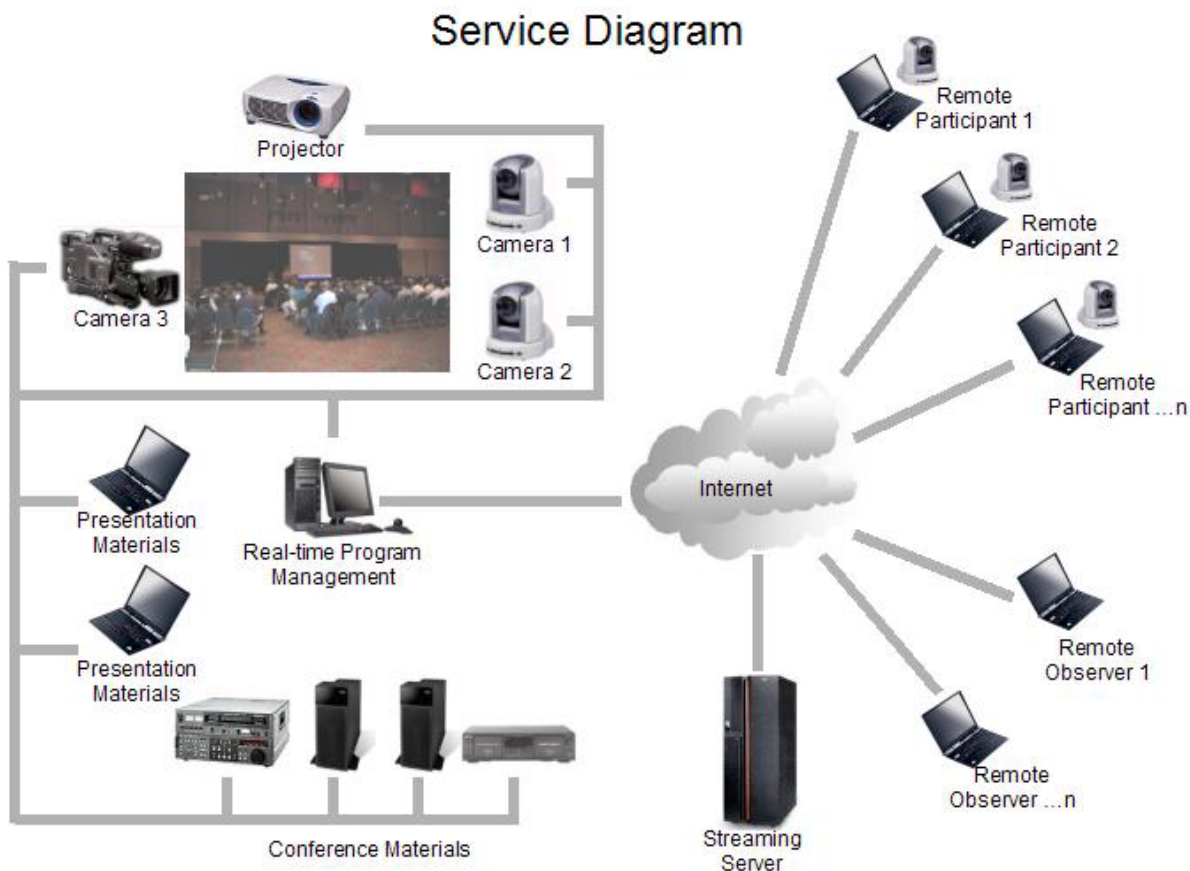 Service Diagram
Projector
Camera 1
Camera 2
Camera 3
Remote
Participant 1
Remote
Participant 2
Remote
Participant ...n
Internet
Presentation
Materials
Real-time Program
Management
Presentation
Materials
Remote
Observer 1
Remote
Observer ...n
Streaming
Server
Conference Materials